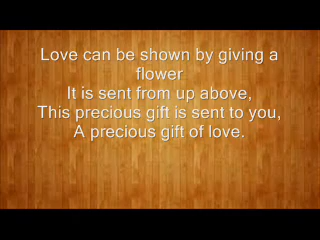 Love can be shown by giving a
flower
It is sent from up above,
This precious gift is sent to you,
A precious gift of love.